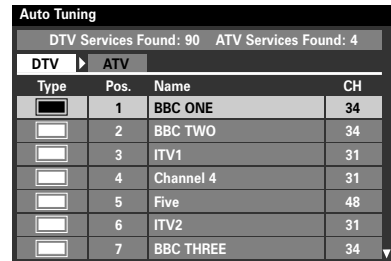 Auto Tuning
DTV Services Found: 90 ATV Services Found: 4
DTV ATV
Type Pos. Name CH
1 BBC ONE 34
2 BBC TWO 34
3 ITV1 31
4 Channel 4 31
5 Five 48
6 ITV2 31
7 BBC THREE 34